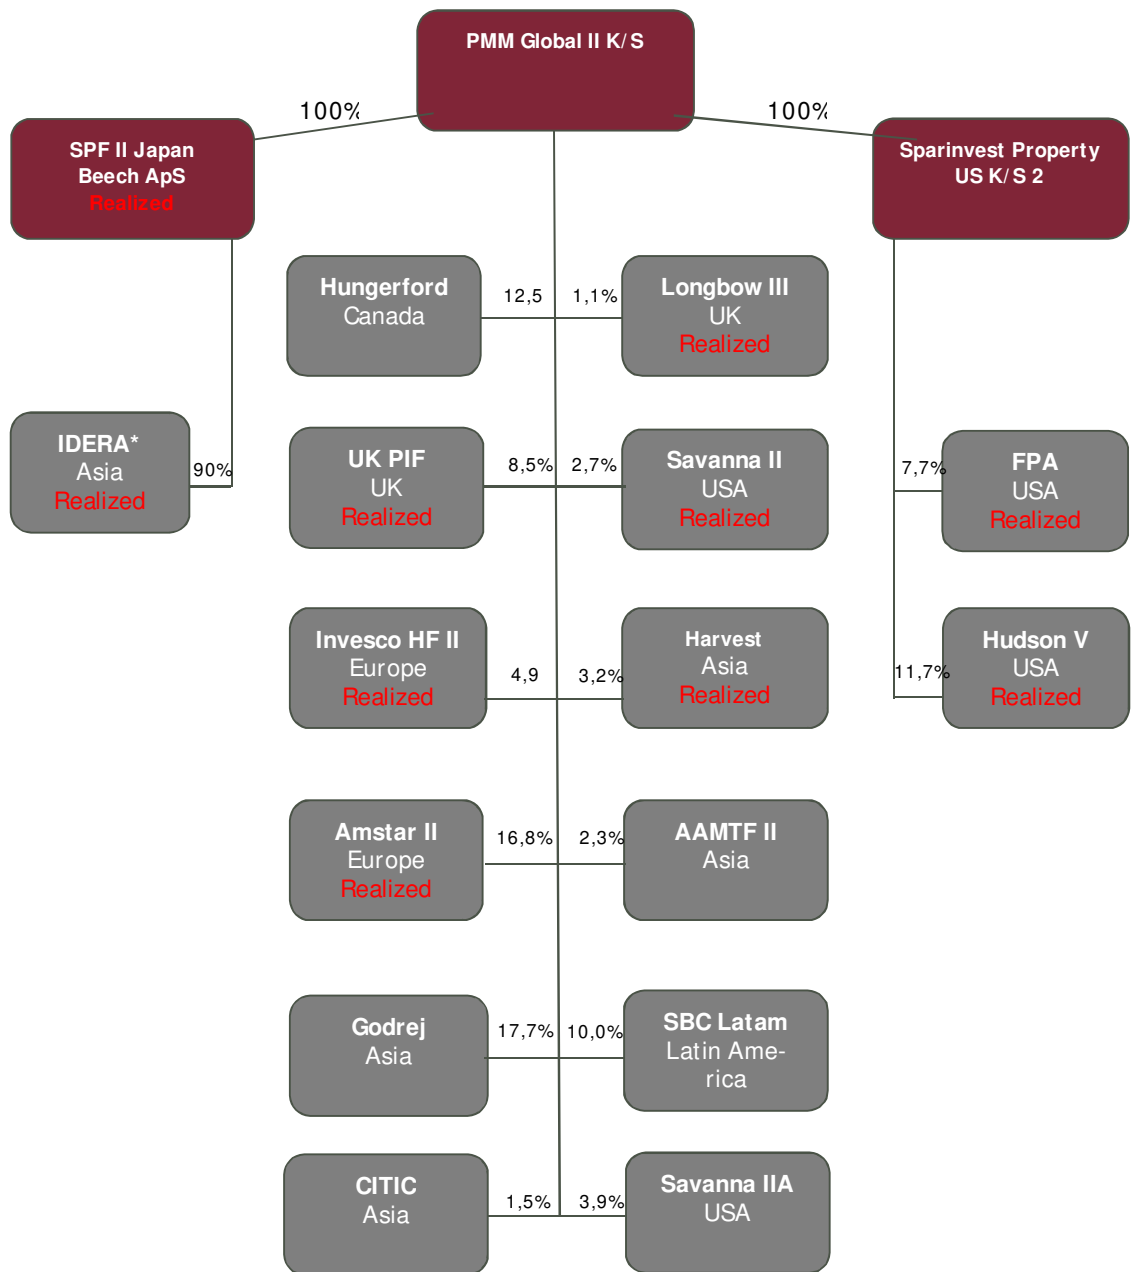 PMM Global II K/S
100%
100%
SPF II Japan
Beech ApS
Realized
Sparinvest Property
US K/S 2
Hungerford
Canada
12,5
1,1%
Longbow III
UK
Realized
IDERA*
Asia
Realized
90%
UK PIF
UK
Realized
8,5%
2,7%
Savanna II
USA
Realized
7,7%
FPA
USA
Realized
Invesco HF II
Europe
Realized
4,9
3,2%
Harvest
Asia
Realized
11,7%
Hudson V
USA
Realized
Amstar II
Europe
Realized
16,8%
2,3%
AAMTF II
Asia
Godrej
Asia
17,7%
10,0%
SBC Latam
Latin Ame-
rica
CITIC
Asia
1,5%
3,9%
Savanna IIA
USA